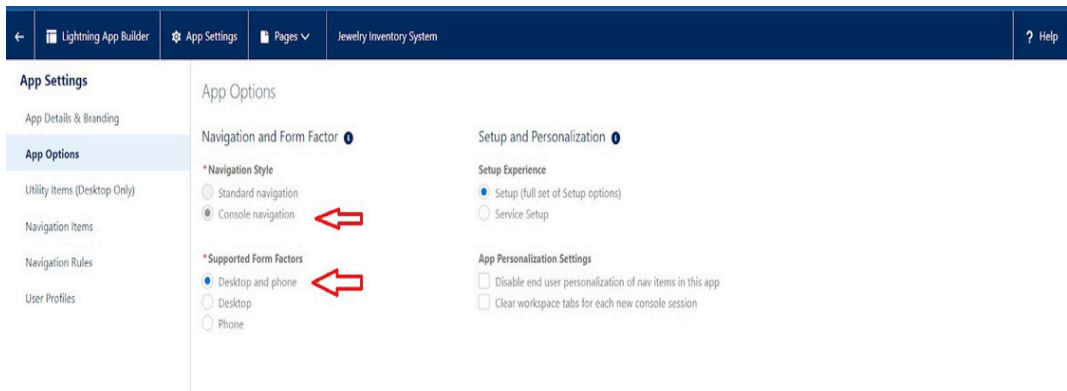 Lightning App Builder
App Settings
Pages
Jewelry Inventory System
? Help
App Settings
App Details & Branding
App Options
Utility Items (Desktop Only)
Navigation Items
Navigation Rules
User Profiles
App Options
Navigation and Form Factor
*Navigation Style
Standard navigation
Console navigation
*Supported Form Factors
Desktop and phone
Desktop
Phone
Setup and Personalization
Setup Experience
Setup (full set of Setup options)
Service Setup
App Personalization Settings
Disable end user personalization of nav items in this app
Clear workspace tabs for each new console session